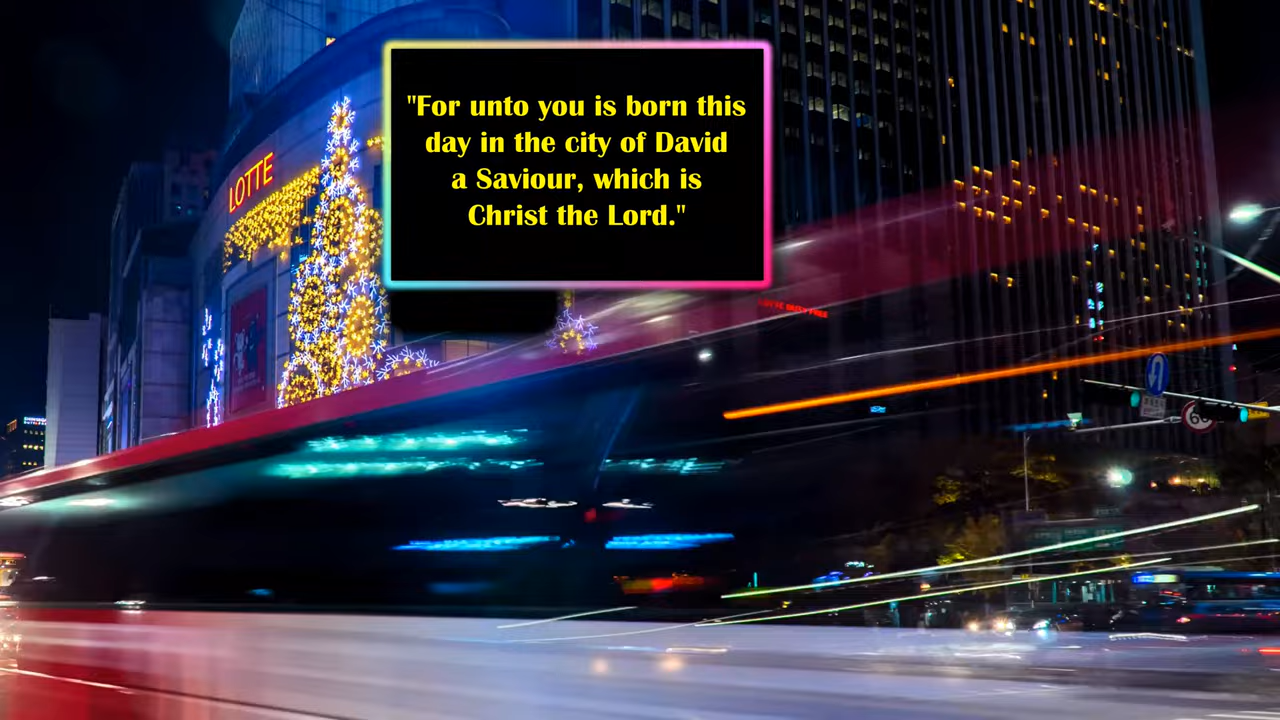 "For unto you is born this
day in the city of David
a Saviour, which is
Christ the Lord."
LOTTE